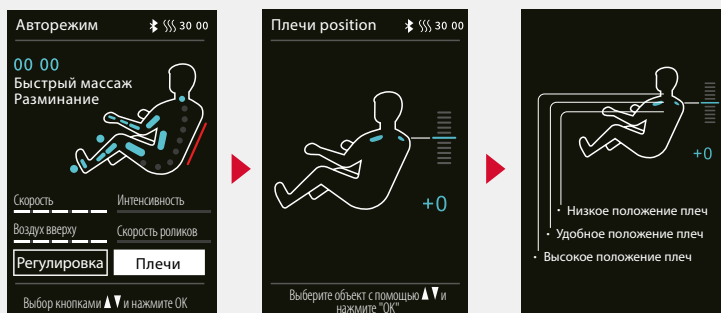 Авторежим 30 00
00 00
Быстрый массаж
Разминание
Скорость Интенсивность
Воздух вверху Скорость роликов
Регулировка Плечи
Выбор кнопками ▲▼ и нажмите OK
Плечи position 30 00
+0
Выберите объект с помощью ▲▼ и
нажмите "OK"
+0
· Низкое положение плеч
· Удобное положение плеч
· Высокое положение плеч